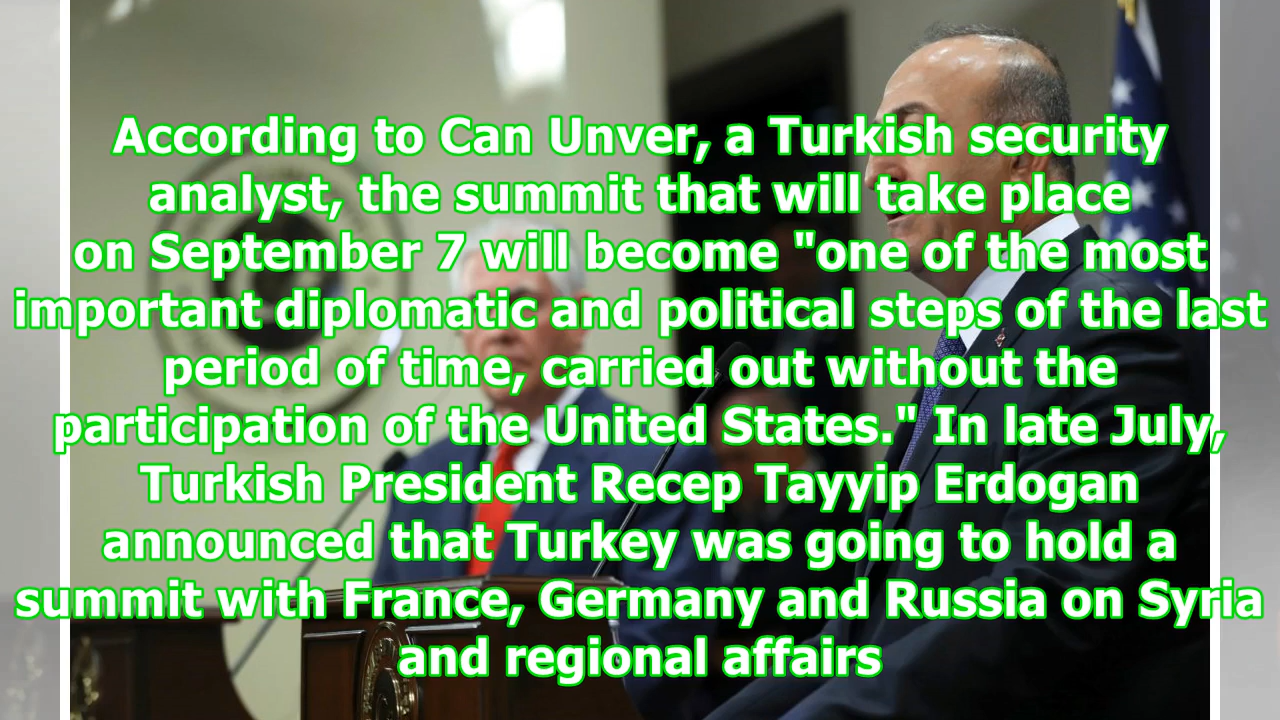 According to Can Unver, a Turkish security
analyst, the summit that will take place
on September 7 will become "one of the most
important diplomatic and political steps of the last
period of time, carried out without the
participation of the United States." In late July,
Turkish President Recep Tayyip Erdogan
announced that Turkey was going to hold a
summit with France, Germany and Russia on Syria
and regional affairs